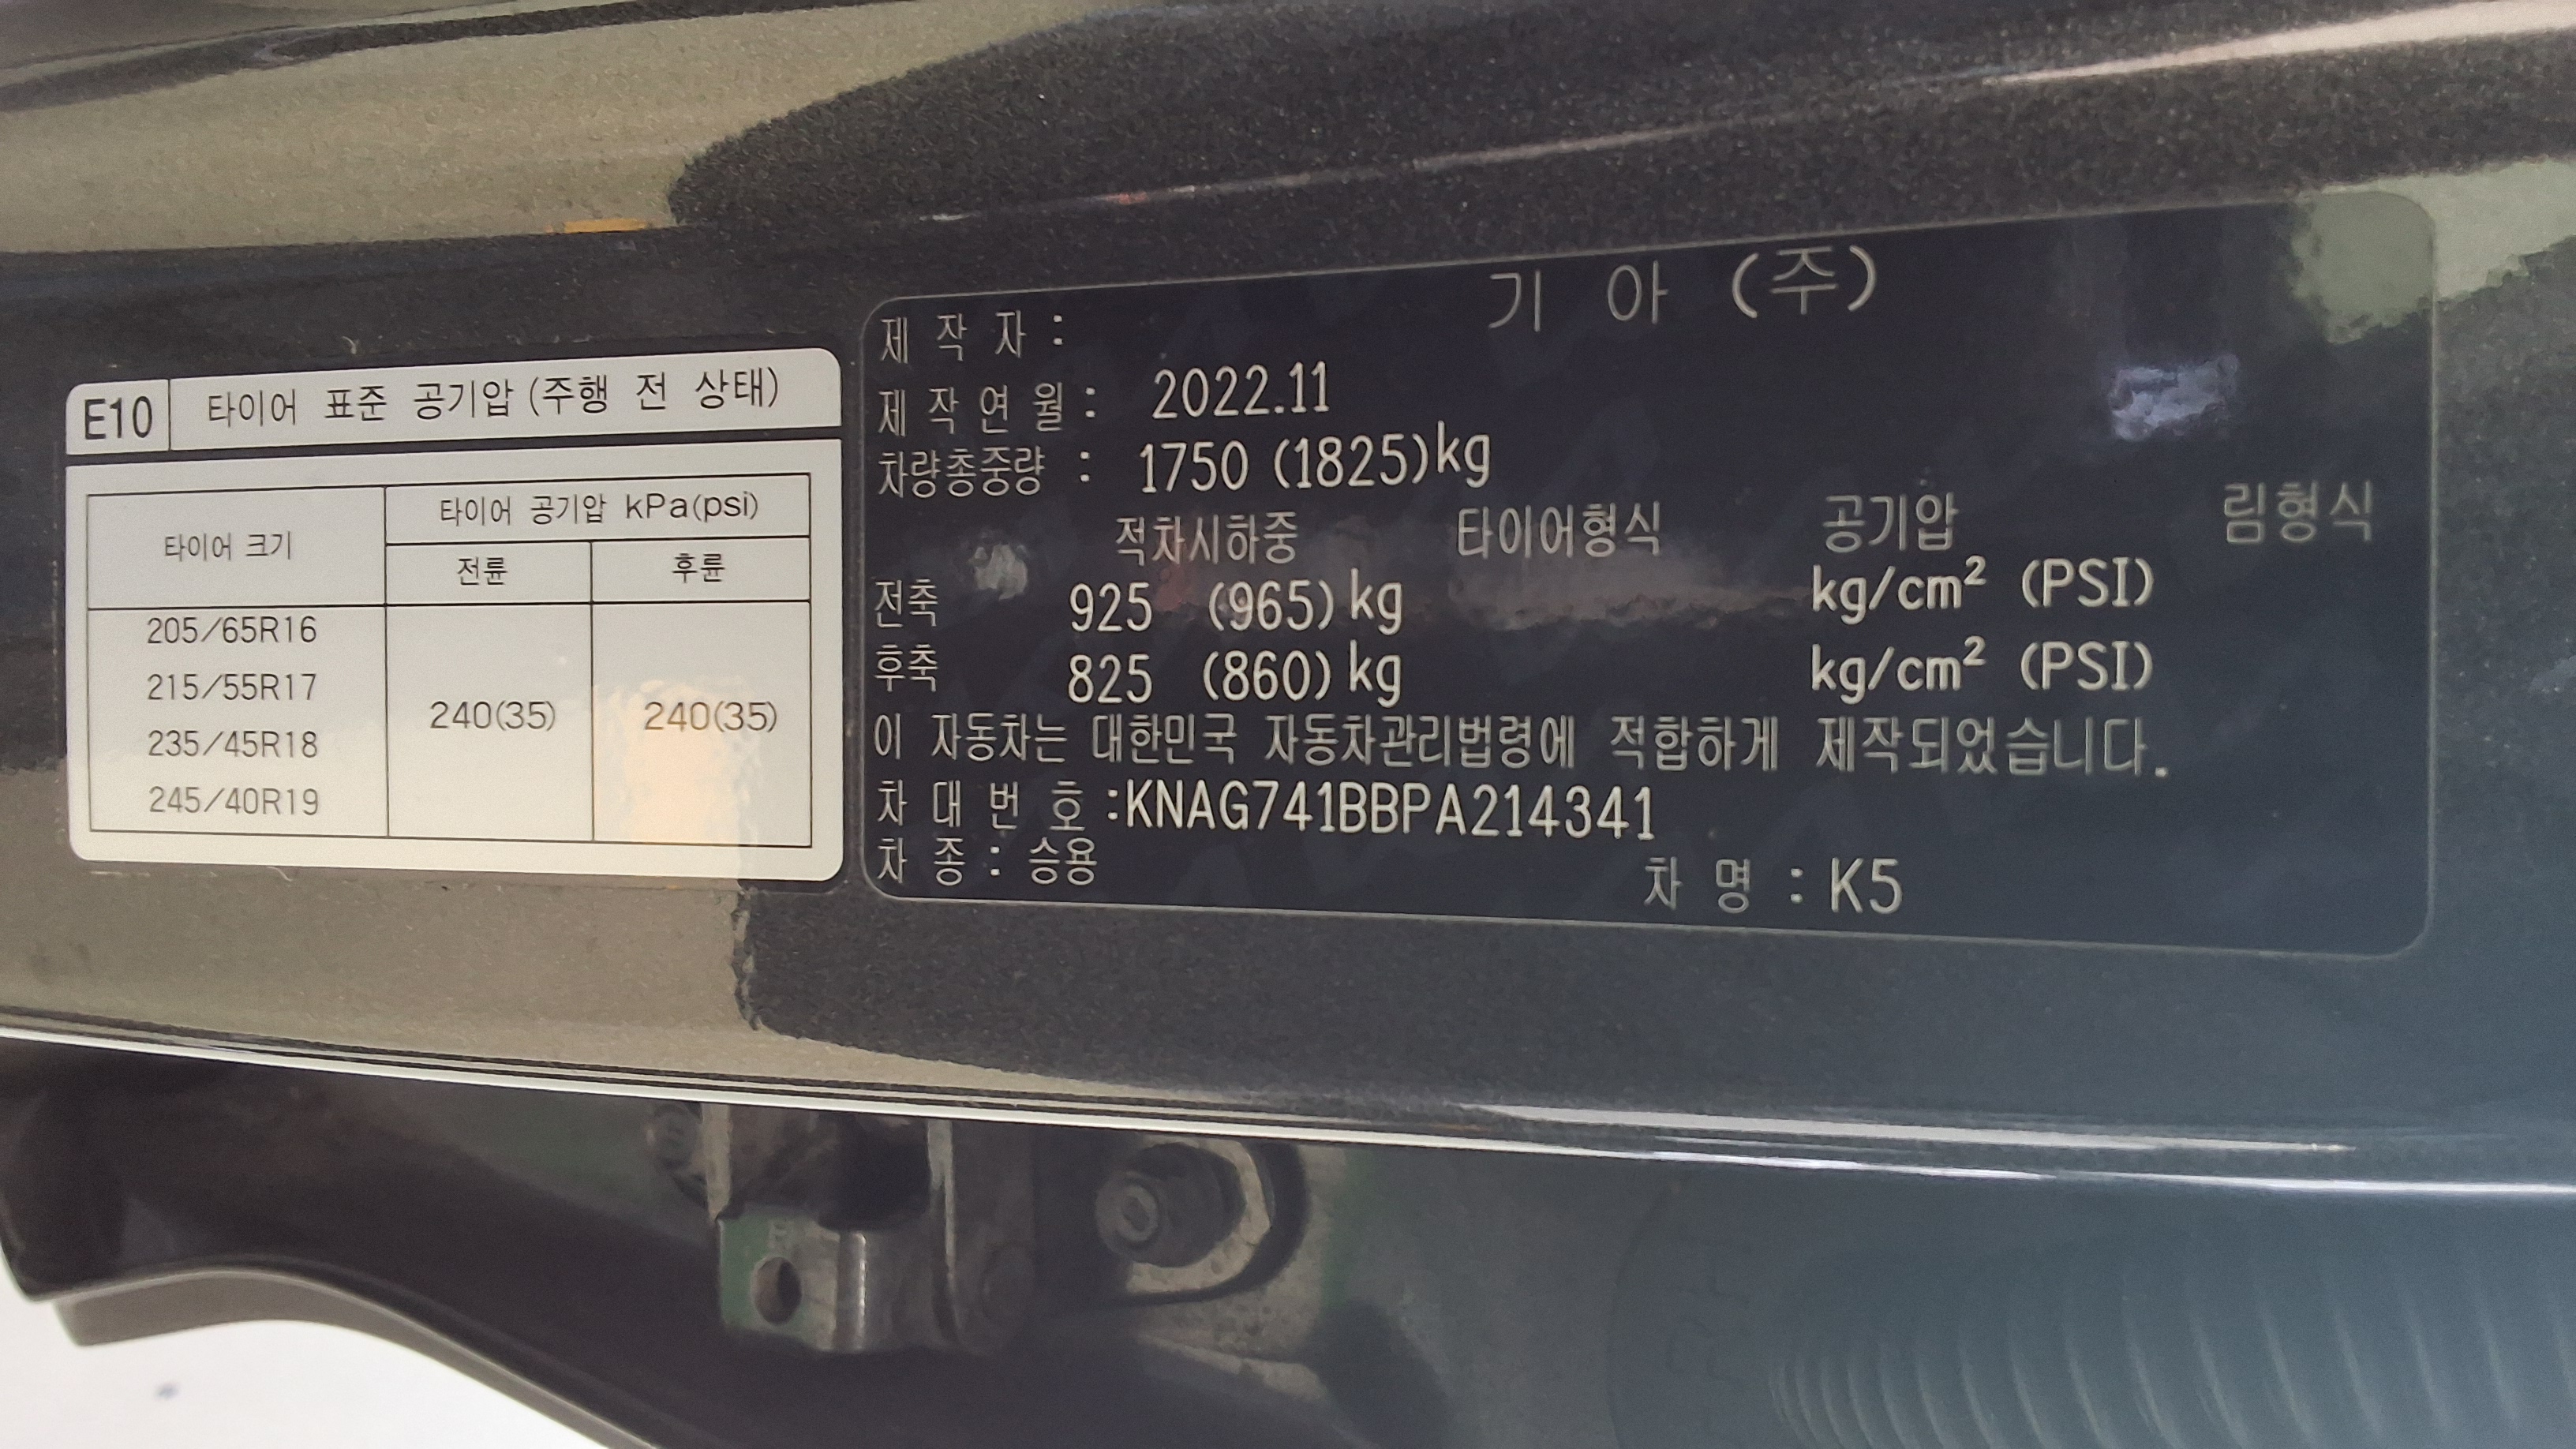 E10 타이어 표준 공기압 (주행 전 상태)
타이어 크기
타이어 공기압 kPa(psi)
전륜 후륜
205/65R16
215/55R17
235/45R18
245/40R19
240(35) 240(35)
제 작 자 : 기 아 (주)
제 작 연 월 : 2022.11
차량총중량 : 1750 (1825)kg
적차시하중 타이어형식 공기압 림형식
전축 925 (965) kg kg/cm² (PSI)
후축 825 (860) kg kg/cm² (PSI)
이 자동차는 대한민국 자동차관리법령에 적합하게 제작되었습니다.
차 대 번 호 :KNAG741BBPA214341
차 종 : 승용 차 명 : K5